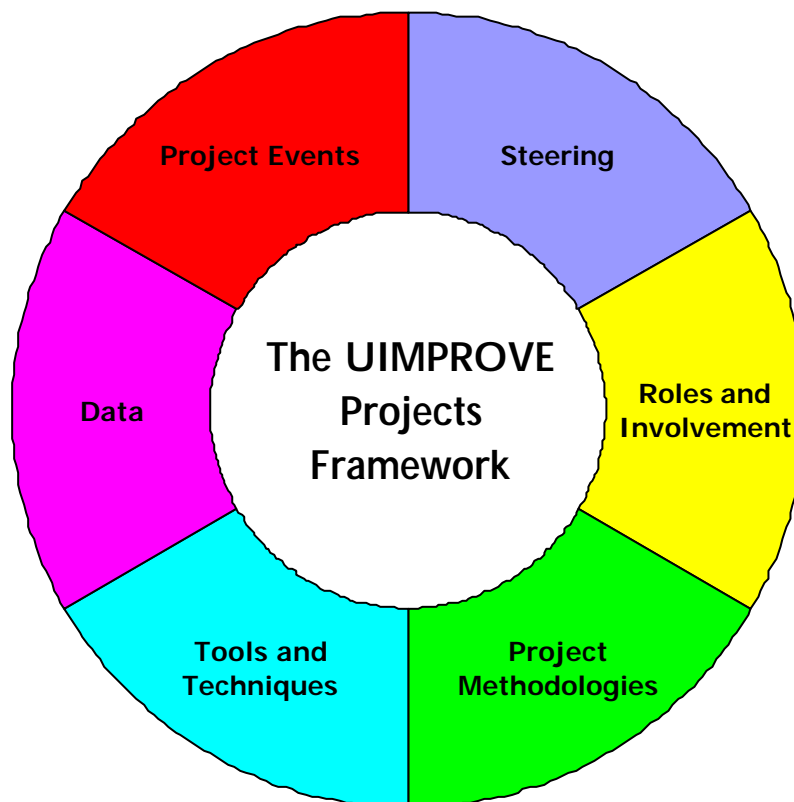 Project Events
Steering
The UIMPROVE
Projects
Framework
Data
Roles and
Involvement
Tools and
Techniques
Project
Methodologies